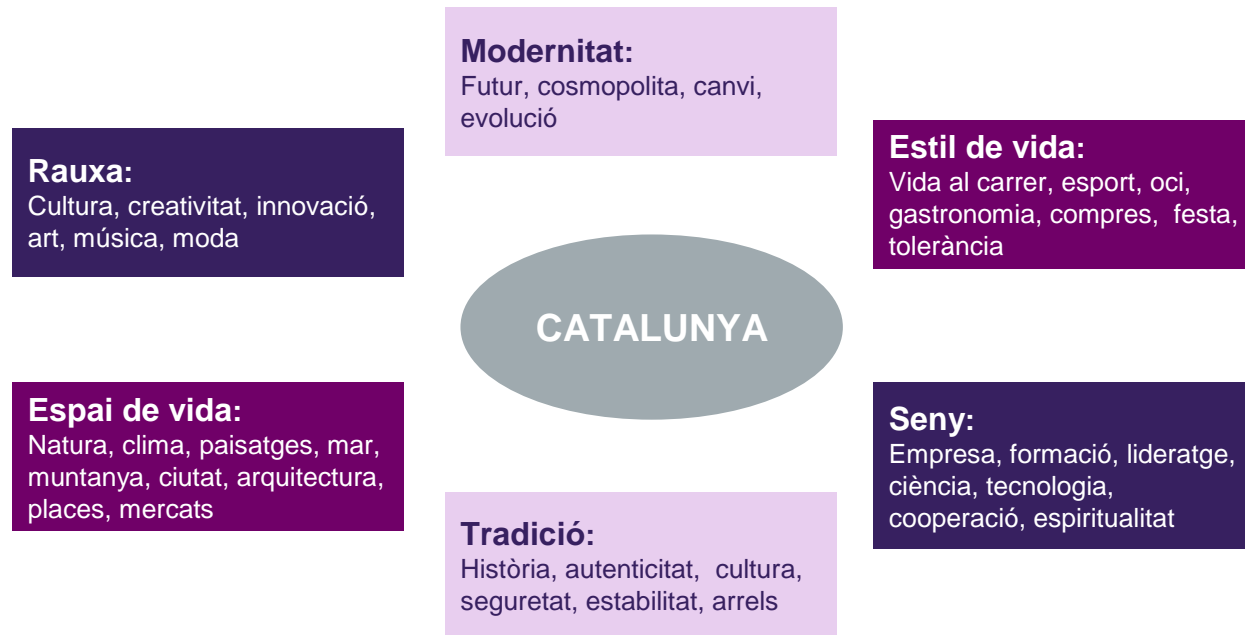 Modernitat:
Futur, cosmopolita, canvi,
evolució
Rauxa:
Cultura, creativitat, innovació,
art, música, moda
Estil de vida:
Vida al carrer, esport, oci,
gastronomia, compres,  festa,
tolerància
CATALUNYA
Espai de vida:
Natura, clima, paisatges, mar,
muntanya, ciutat, arquitectura,
places, mercats
Seny:
Empresa, formació, lideratge,
ciència, tecnologia,
cooperació, espiritualitat
Tradició:
Història, autenticitat,  cultura,
seguretat, estabilitat, arrels